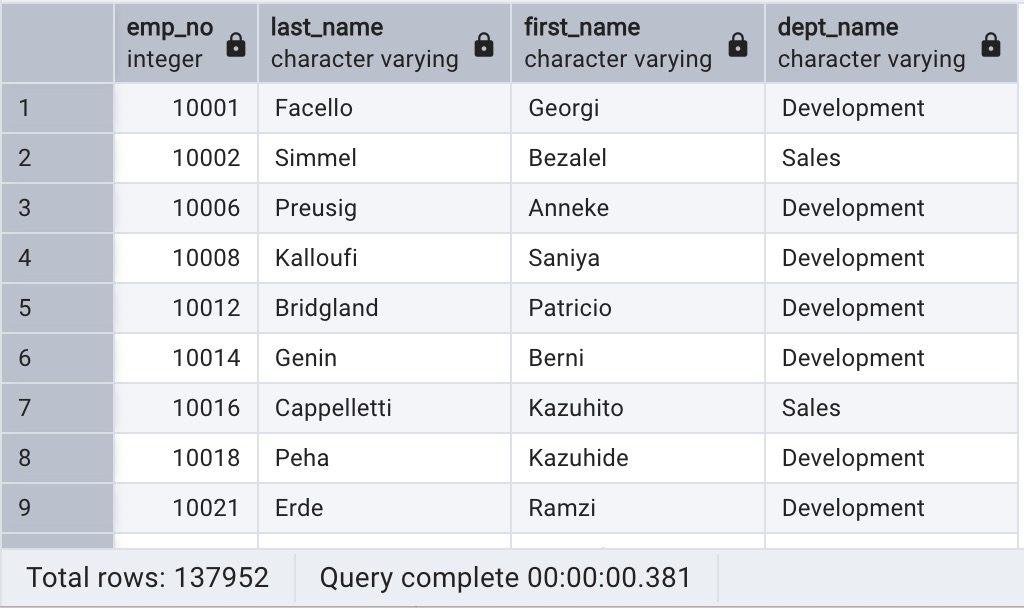 emp_no last_name first_name dept_name
integer character varying character varying character varying
1 10001 Facello Georgi Development
2 10002 Simmel Bezalel Sales
3 10006 Preusig Anneke Development
4 10008 Kalloufi Saniya Development
5 10012 Bridgland Patricio Development
6 10014 Genin Berni Development
7 10016 Cappelletti Kazuhito Sales
8 10018 Peha Kazuhide Development
9 10021 Erde Ramzi Development
Total rows: 137952 Query complete 00:00:00.381